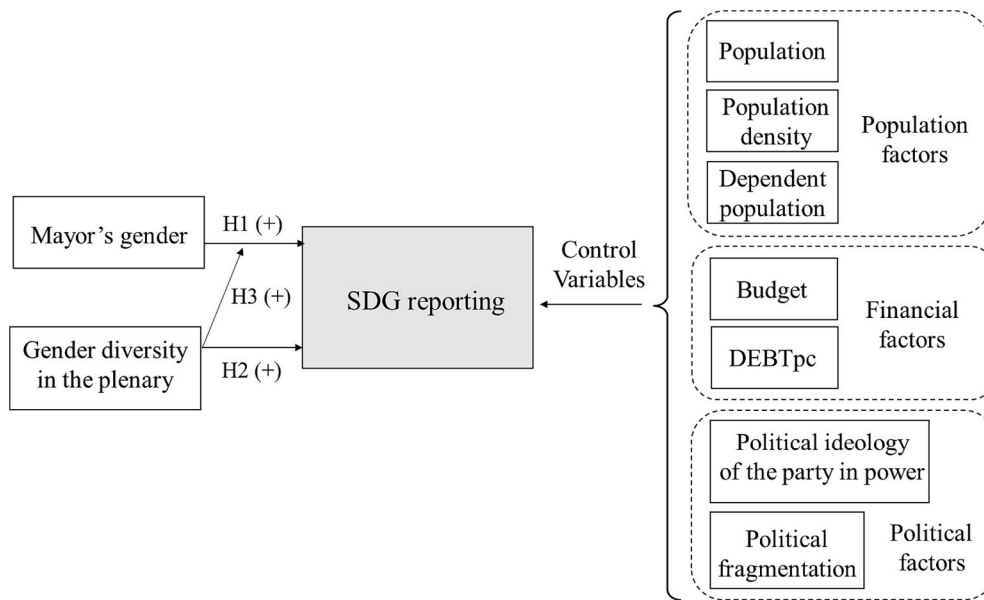 Mayor’s gender
H1 (+)
H3 (+)
Gender diversity
in the plenary
H2 (+)
SDG reporting
Control
Variables
Population
Population
density
Dependent
population
Population
factors
Budget
DEBTpc
Financial
factors
Political ideology
of the party in power
Political
fragmentation
Political
factors